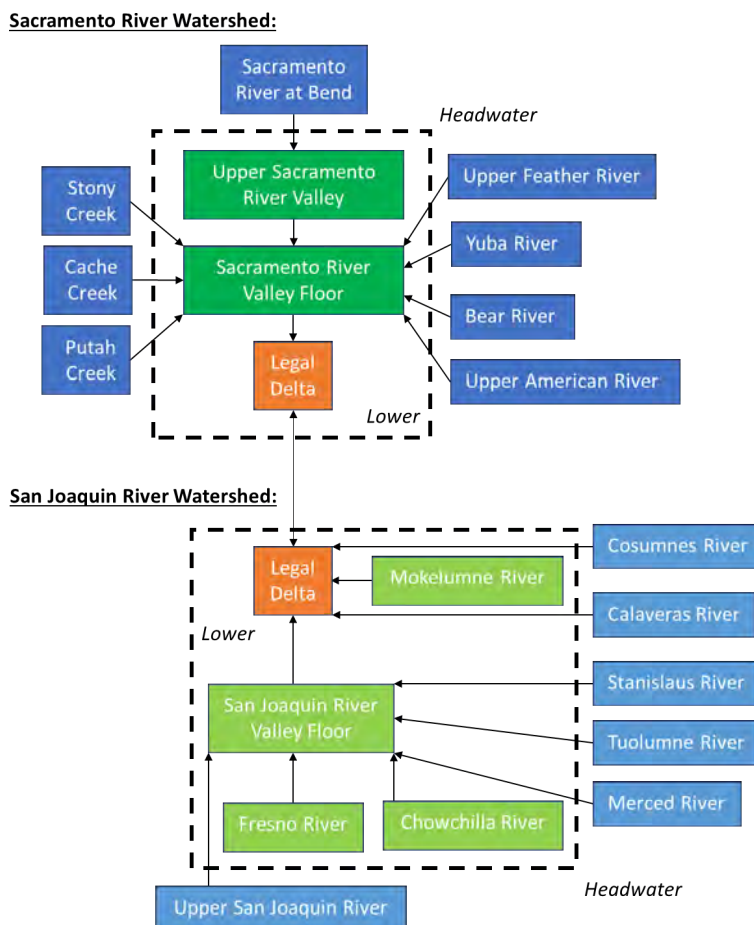 Sacramento River Watershed:
Sacramento
River at Bend
Headwater
Upper Sacramento
River Valley
Stony
Creek
Upper Feather River
Cache
Creek
Sacramento River
Valley Floor
Yuba River
Putah
Creek
Bear River
Legal
Delta
Upper American River
Lower
San Joaquin River Watershed:
Cosumnes River
Legal
Delta
Mokelumne River
Calaveras River
Lower
Stanislaus River
San Joaquin River
Valley Floor
Tuolumne River
Merced River
Fresno River
Chowchilla River
Headwater
Upper San Joaquin River